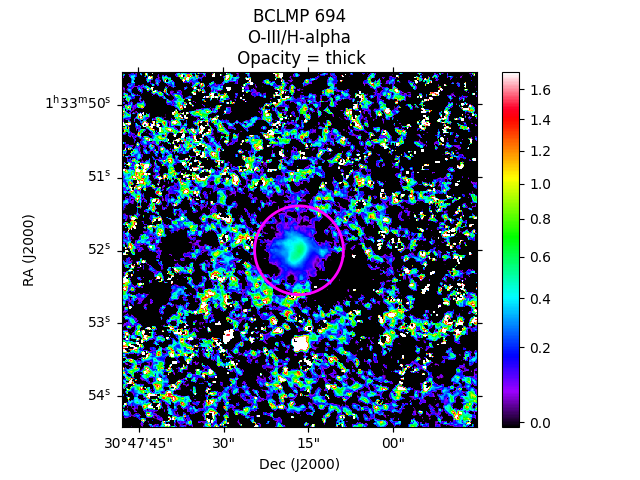 BCLMP 694
O-III/H-alpha
Opacity = thick
1ʰ33ᵐ50ˢ
51ˢ
52ˢ
53ˢ
54ˢ
RA (J2000)
30°47'45"
30"
15"
00"
Dec (J2000)
1.6
1.4
1.2
1.0
0.8
0.6
0.4
0.2
0.0